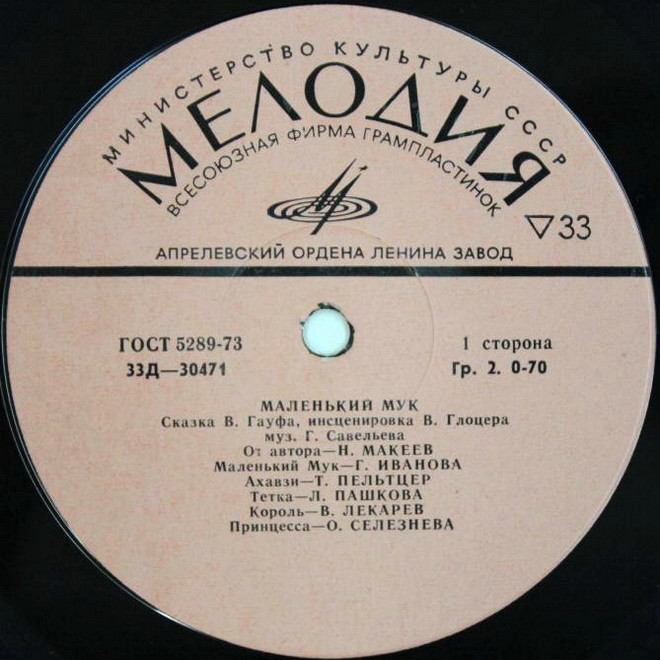 МИНИСТЕРСТВО КУЛЬТУРЫ СССР
МЕЛОДИЯ
ВСЕСОЮЗНАЯ ФИРМА ГРАМПЛАСТИНОК
▽33
АПРЕЛЕВСКИЙ ОРДЕНА ЛЕНИНА ЗАВОД
ГОСТ 5289-73 1 сторона
33Д—30471 Гр. 2. 0-70
МАЛЕНЬКИЙ МУК
Сказка В. Гауфа, инсценировка В. Глоцера
муз. Г. Савельева
От автора—Н. МАКЕЕВ
Маленький Мук—Г. ИВАНОВА
Ахавзи—Т. ПЕЛЬТЦЕР
Тетка—Л. ПАШКОВА
Король—В. ЛЕКАРЕВ
Принцесса—О. СЕЛЕЗНЕВА